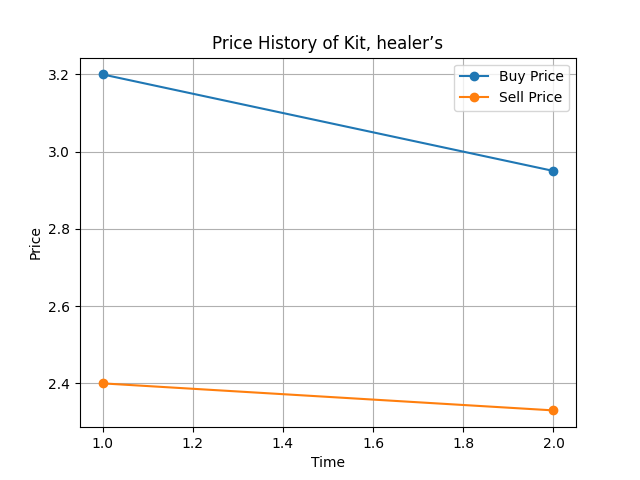 Price History of Kit, healer’s
Buy Price
Sell Price
3.2
3.0
2.8
2.6
2.4
Price
1.0 1.2 1.4 1.6 1.8 2.0
Time